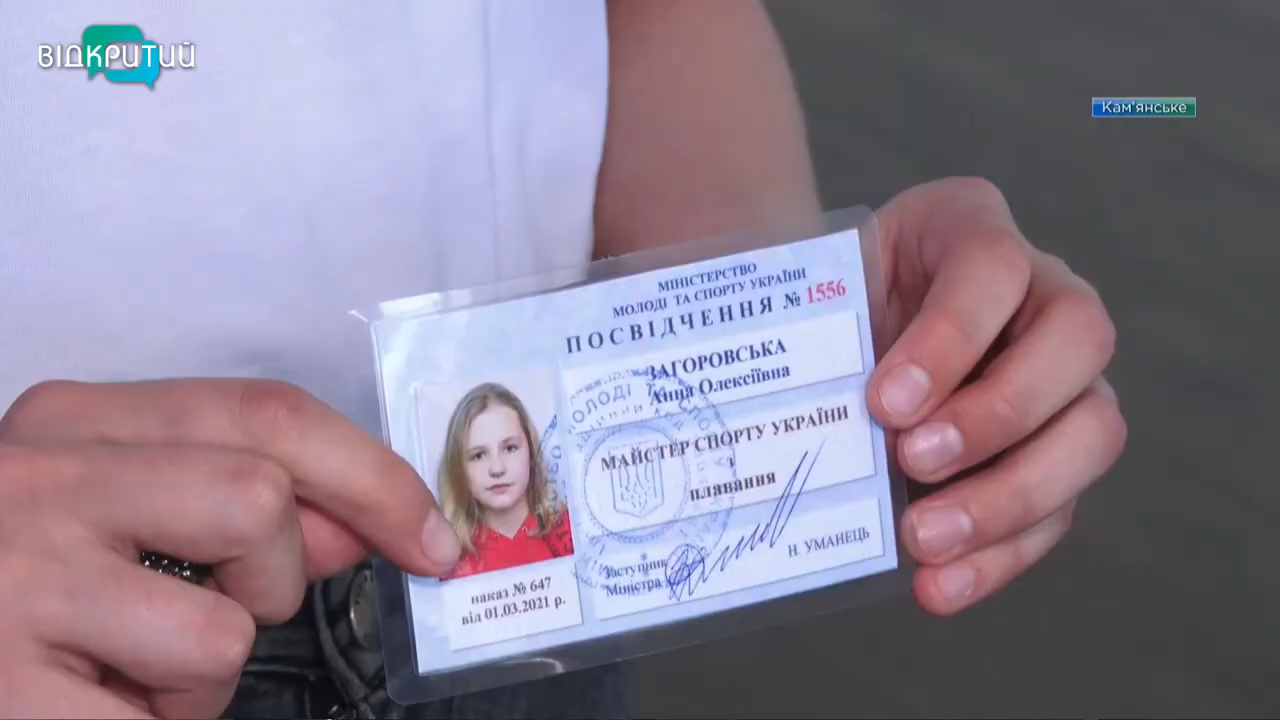 ВІДКРИТИЙ
Кам'янське
МІНІСТЕРСТВО
МОЛОДІ ТА СПОРТУ УКРАЇНИ
ПОСВІДЧЕННЯ № 1556
ЗАГОРОВСЬКА
Анна Олексіївна
МАЙСТЕР СПОРТУ УКРАЇНИ
з
плавання
Заступник
Міністра
Н. УМАНЕЦЬ
наказ № 647
від 01.03.2021 р.